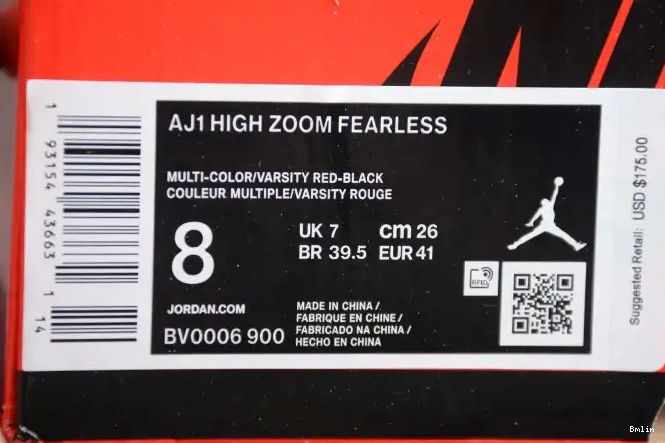 AJ1 HIGH ZOOM FEARLESS
MULTI-COLOR/VARSITY RED-BLACK
COULEUR MULTIPLE/VARSITY ROUGE
8
UK 7 cm 26
BR 39.5 EUR 41
JORDAN.COM
BV0006 900
MADE IN CHINA /
FABRIQUE EN CHINE /
FABRICADO NA CHINA /
HECHO EN CHINA
RFID
1 93154 43663 1 14
Suggested Retail: USD $175.00
Bmlin